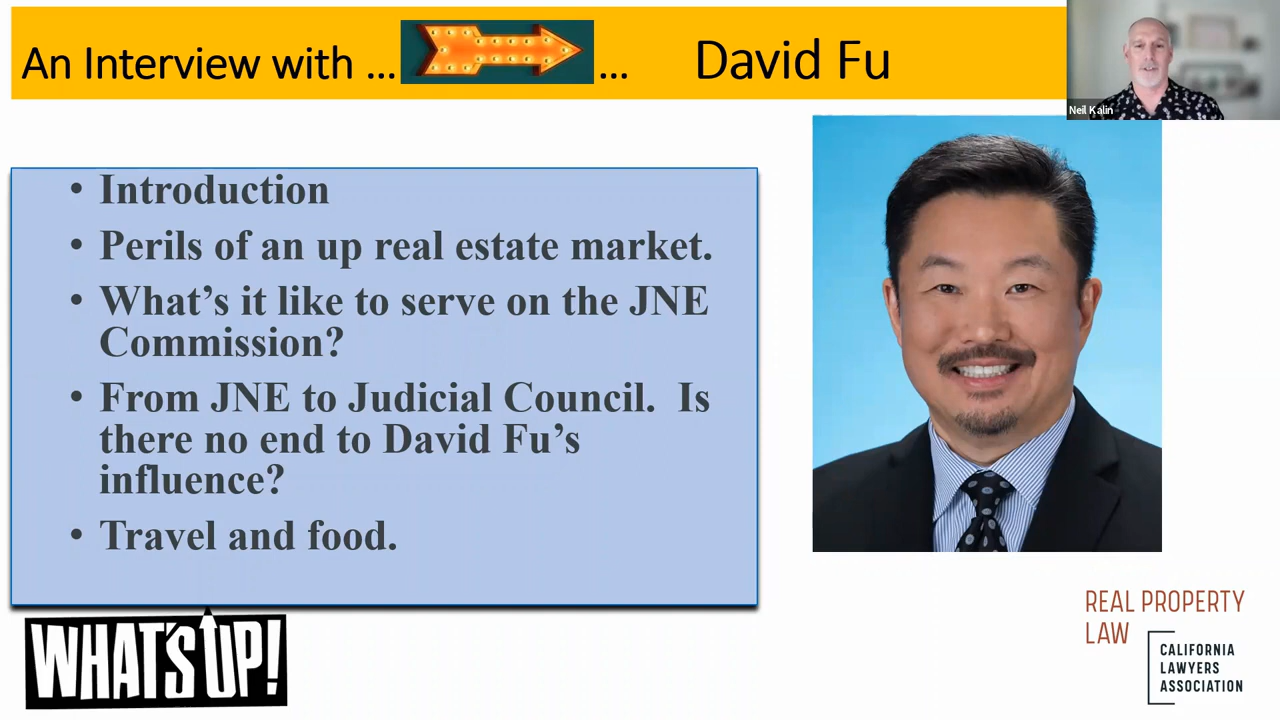 An Interview with ... ... David Fu
Neil Kalin
• Introduction
• Perils of an up real estate market.
• What’s it like to serve on the JNE
Commission?
• From JNE to Judicial Council.  Is
there no end to David Fu’s
influence?
• Travel and food.
WHAT'S UP!
REAL PROPERTY
LAW
CALIFORNIA
LAWYERS
ASSOCIATION